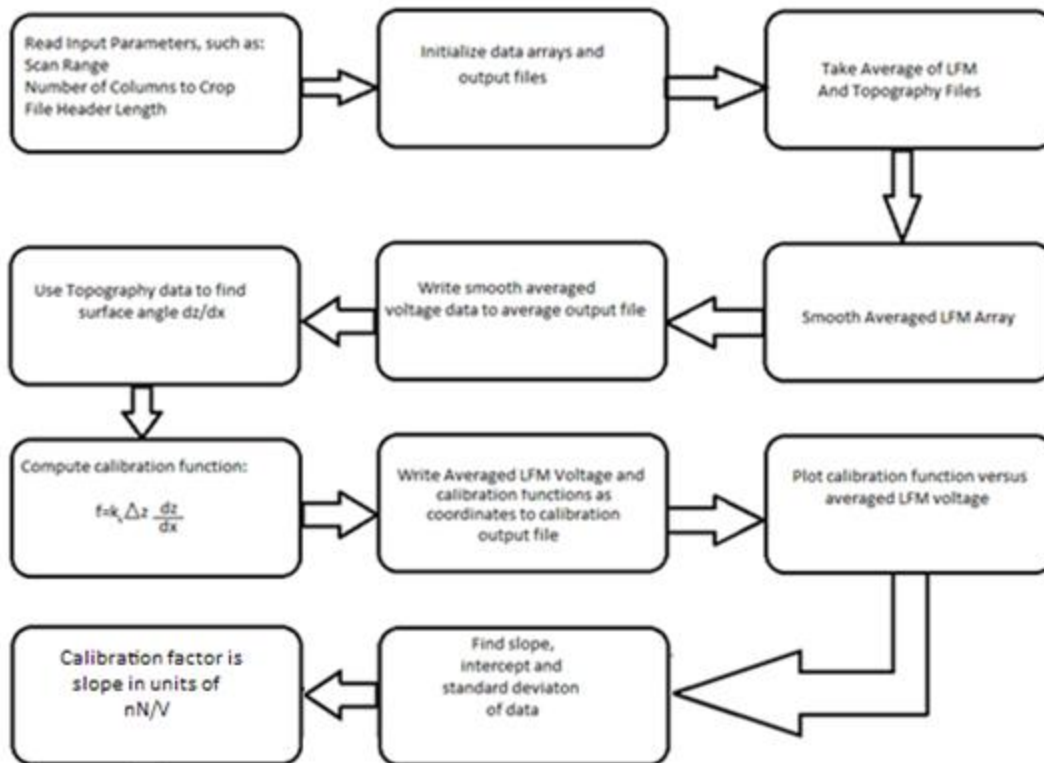 Read Input Parameters, such as:
Scan Range
Number of Columns to Crop
File Header Length
Initialize data arrays and
output files
Take Average of LFM
And Topography Files
Smooth Averaged LFM Array
Write smooth averaged
voltage data to average output file
Use Topography data to find
surface angle dz/dx
Compute calibration function:
f=k△z dz
dx
Write Averaged LFM Voltage and
calibration functions as
coordinates to calibration
output file
Plot calibration function versus
averaged LFM voltage
Find slope,
intercept and
standard deviaton
of data
Calibration factor is
slope in units of
nN/V